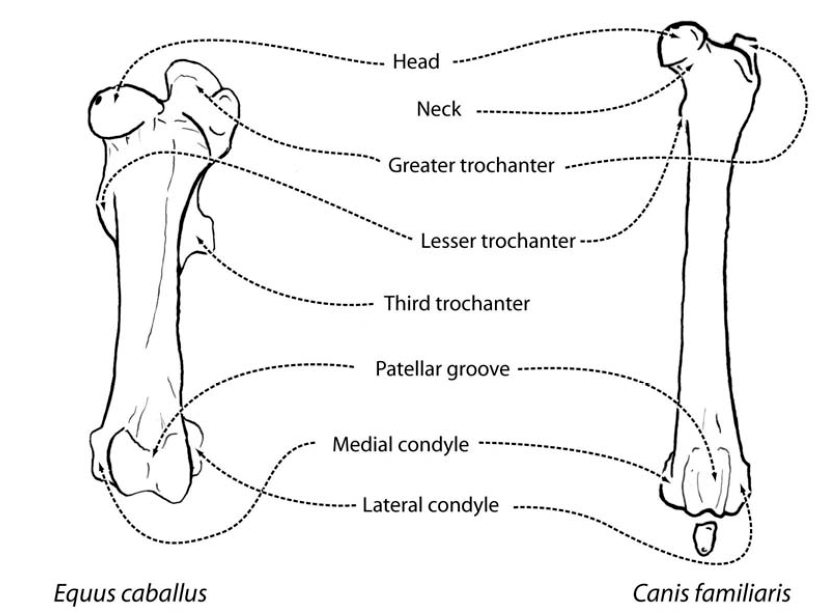 Head
Neck
Greater trochanter
Lesser trochanter
Third trochanter
Patellar groove
Medial condyle
Lateral condyle
Equus caballus
Canis familiaris